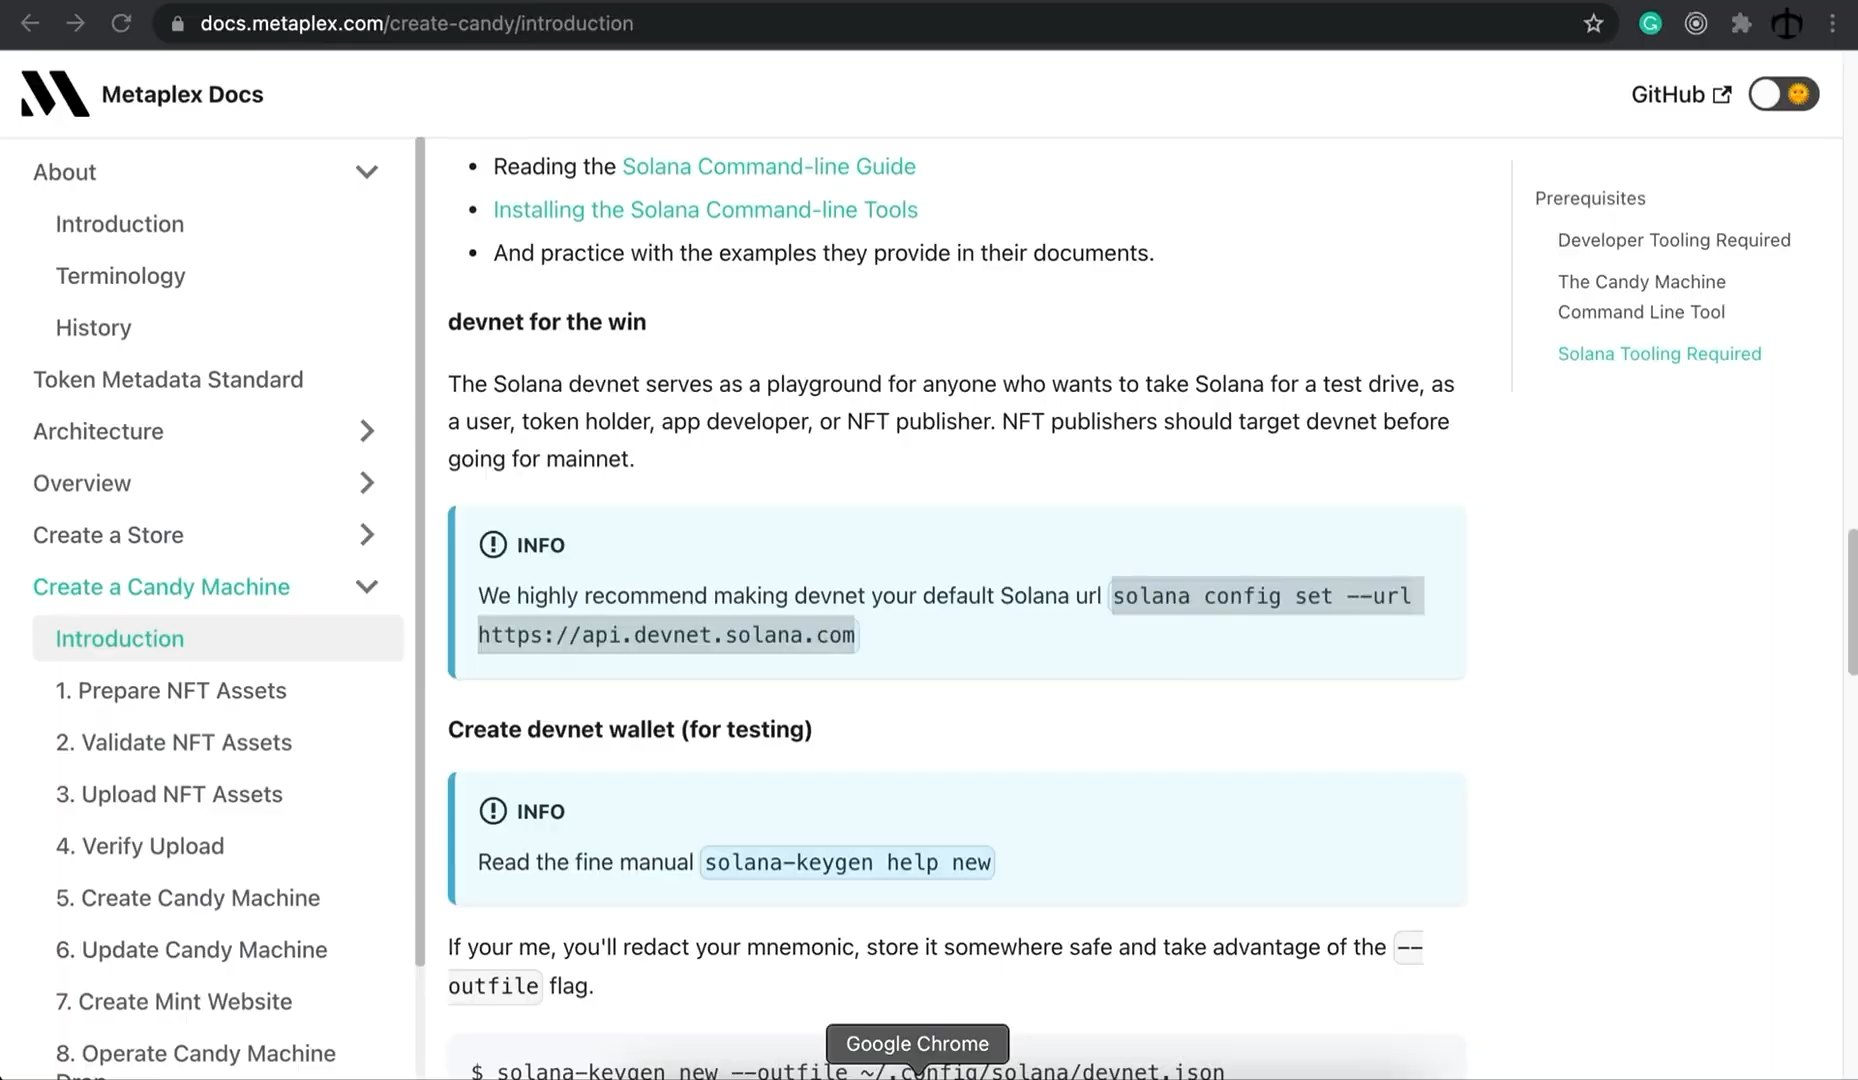 docs.metaplex.com/create-candy/introduction
Metaplex Docs
GitHub
About
Introduction
Terminology
History
Token Metadata Standard
Architecture
Overview
Create a Store
Create a Candy Machine
Introduction
1. Prepare NFT Assets
2. Validate NFT Assets
3. Upload NFT Assets
4. Verify Upload
5. Create Candy Machine
6. Update Candy Machine
7. Create Mint Website
8. Operate Candy Machine
Drop
• Reading the Solana Command-line Guide
• Installing the Solana Command-line Tools
• And practice with the examples they provide in their documents.
devnet for the win
The Solana devnet serves as a playground for anyone who wants to take Solana for a test drive, as
a user, token holder, app developer, or NFT publisher. NFT publishers should target devnet before
going for mainnet.
INFO
We highly recommend making devnet your default Solana url solana config set --url
https://api.devnet.solana.com
Create devnet wallet (for testing)
INFO
Read the fine manual solana-keygen help new
If your me, you'll redact your mnemonic, store it somewhere safe and take advantage of the --
outfile flag.
$ solana-keygen new --outfile ~/.config/solana/devnet.json
Google Chrome
Prerequisites
Developer Tooling Required
The Candy Machine
Command Line Tool
Solana Tooling Required